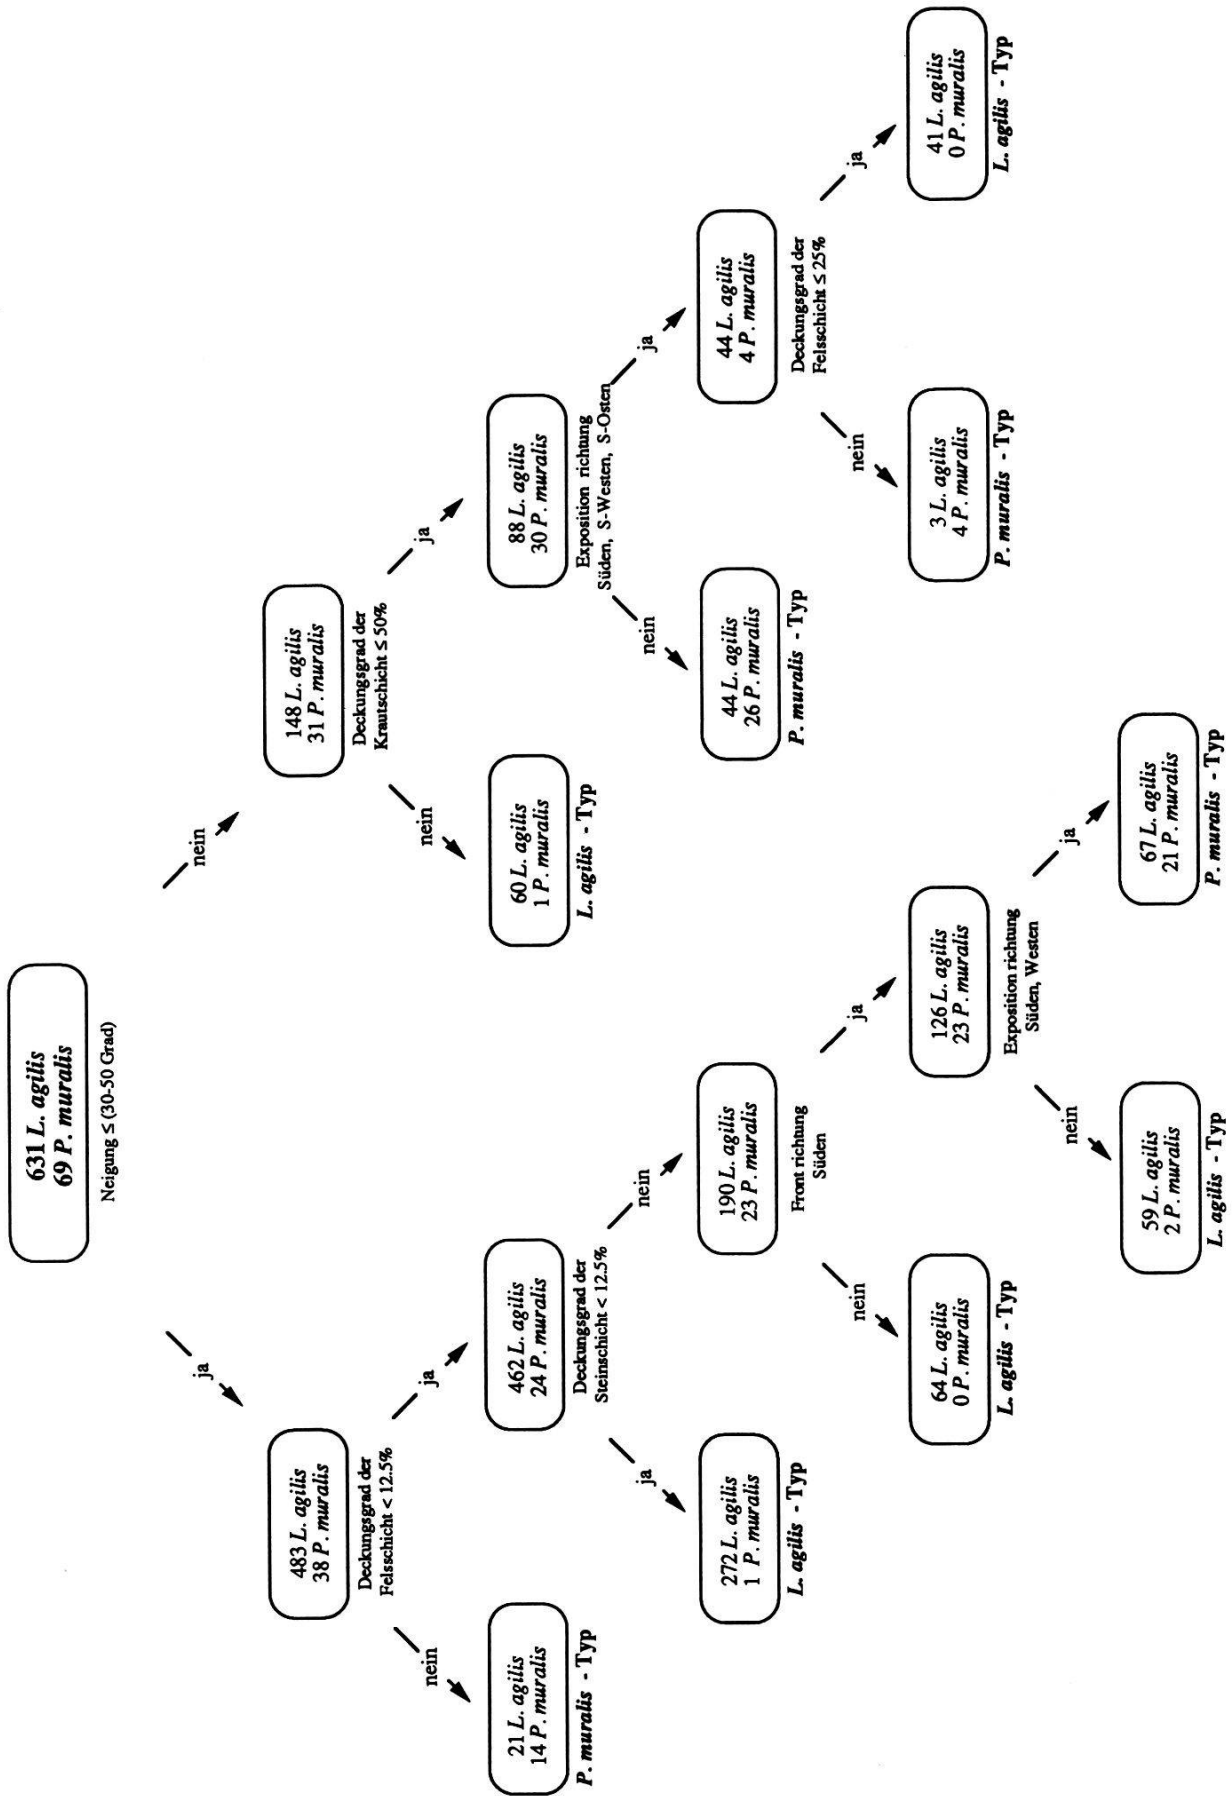 631 L. agilis
69 P. muralis
Neigung ≤ (30-50 Grad)
ja
nein
483 L. agilis
38 P. muralis
Deckungsgrad der
Felsschicht < 12.5%
nein
ja
148 L. agilis
31 P. muralis
Deckungsgrad der
Krautschicht ≤ 50%
nein
ja
21 L. agilis
14 P. muralis
P. muralis - Typ
462 L. agilis
24 P. muralis
Deckungsgrad der
Steinschicht < 12.5%
ja
nein
60 L. agilis
1 P. muralis
L. agilis - Typ
88 L. agilis
30 P. muralis
Exposition richtung
Süden, S-Westen, S-Osten
nein
ja
272 L. agilis
1 P. muralis
L. agilis - Typ
190 L. agilis
23 P. muralis
Front richtung
Süden
nein
ja
44 L. agilis
26 P. muralis
P. muralis - Typ
44 L. agilis
4 P. muralis
Deckungsgrad der
Felsschicht ≤ 25%
nein
ja
64 L. agilis
0 P. muralis
L. agilis - Typ
126 L. agilis
23 P. muralis
Exposition richtung
Süden, Westen
nein
ja
3 L. agilis
4 P. muralis
P. muralis - Typ
41 L. agilis
0 P. muralis
L. agilis - Typ
59 L. agilis
2 P. muralis
L. agilis - Typ
67 L. agilis
21 P. muralis
P. muralis - Typ